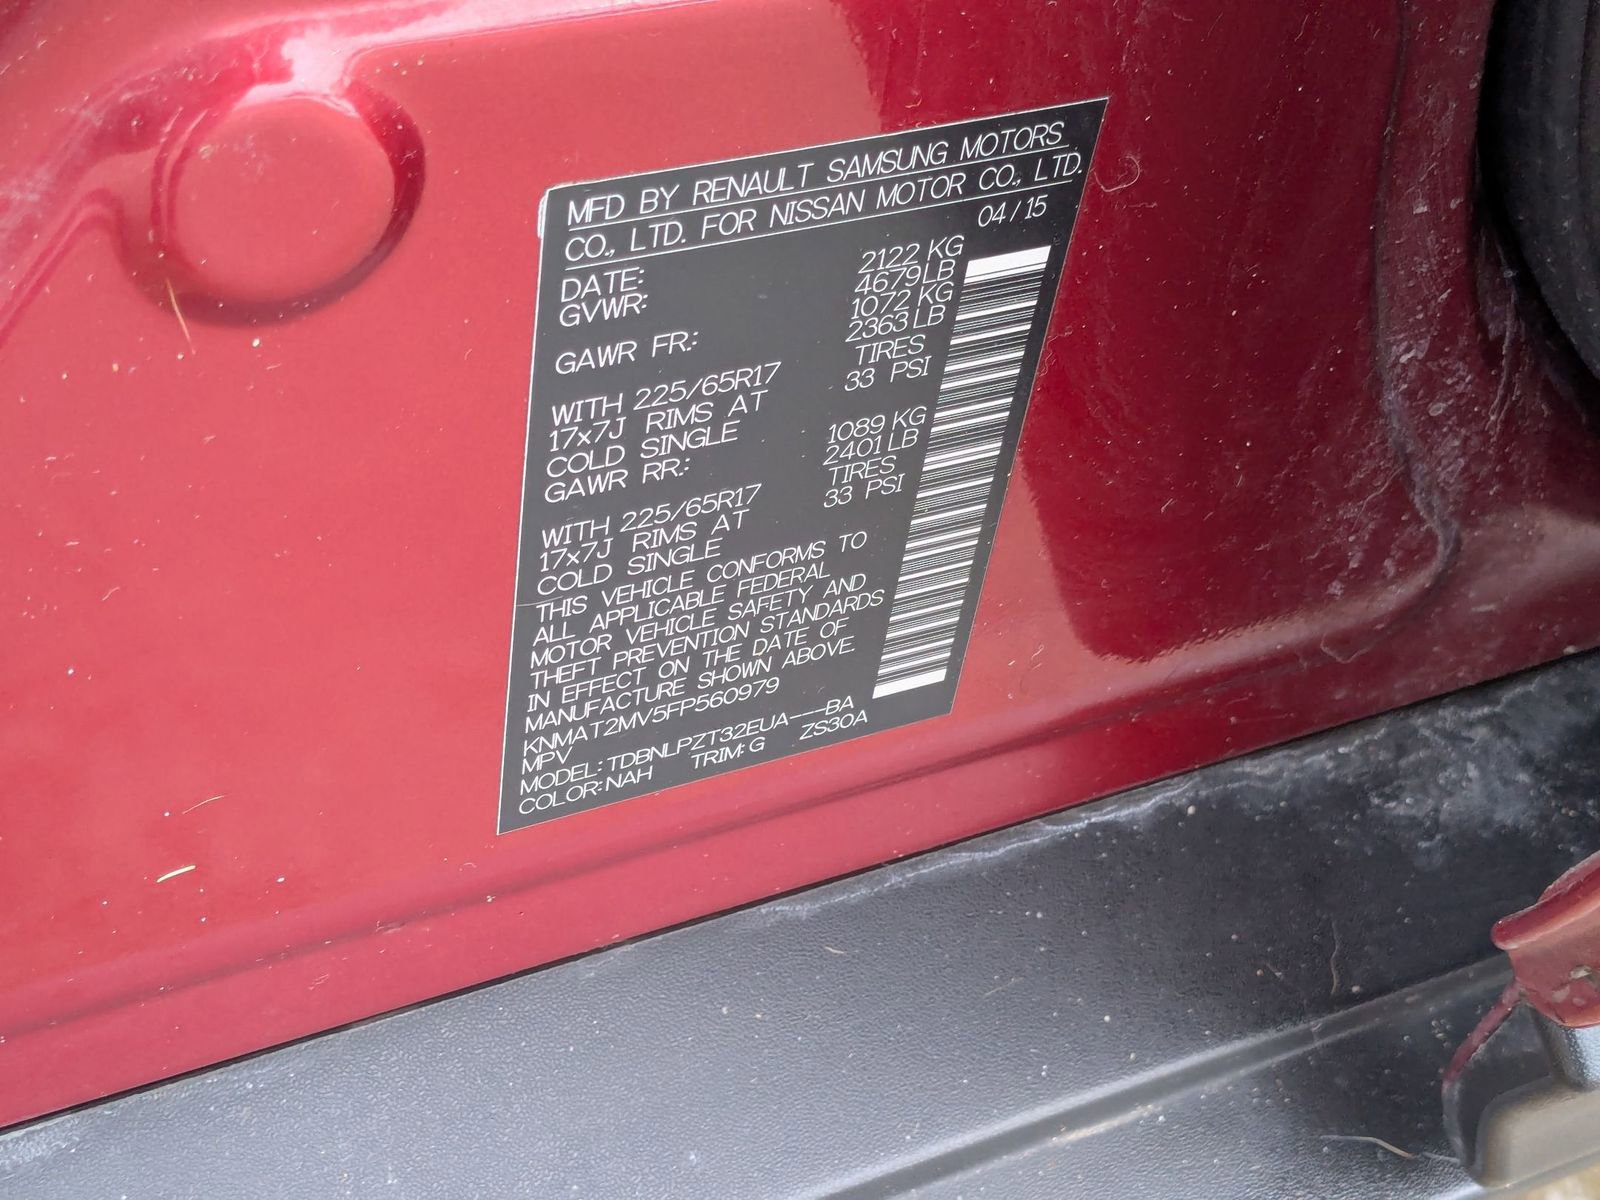 MFD BY RENAULT SAMSUNG MOTORS
CO., LTD. FOR NISSAN MOTOR CO., LTD.
DATE: 04/15
GVWR: 2122 KG
4679 LB
GAWR FR.: 1072 KG
2363 LB
WITH 225/65R17 TIRES
17x7J RIMS AT 33 PSI
COLD SINGLE
GAWR RR.: 1089 KG
2401 LB
WITH 225/65R17 TIRES
17x7J RIMS AT 33 PSI
COLD SINGLE
THIS VEHICLE CONFORMS TO
ALL APPLICABLE FEDERAL
MOTOR VEHICLE SAFETY AND
THEFT PREVENTION STANDARDS
IN EFFECT ON THE DATE OF
MANUFACTURE SHOWN ABOVE.
KNMAT2MV5FP560979
MPV
MODEL: TDBNLPZT32EUA---BA
COLOR: NAH TRIM: G ZS30A